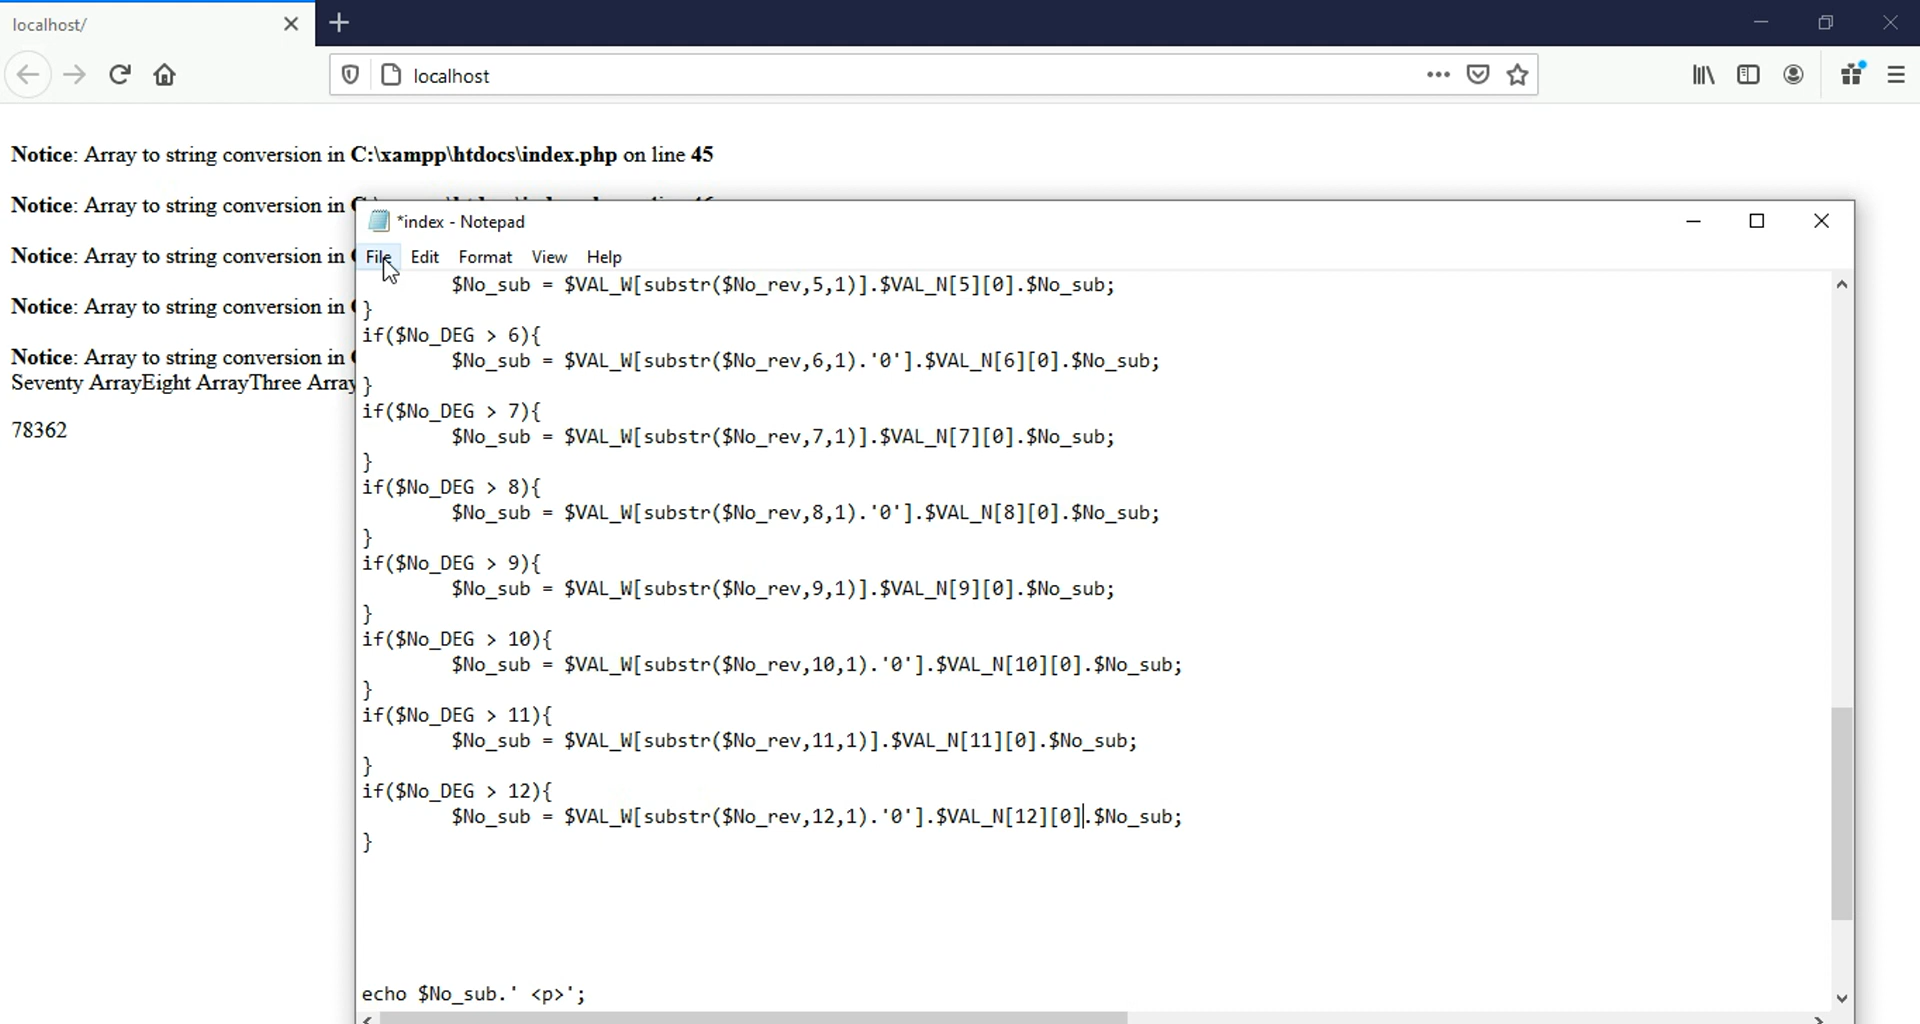 localhost/
localhost
Notice: Array to string conversion in C:\xampp\htdocs\index.php on line 45
Notice: Array to string conversion in
Notice: Array to string conversion in
Notice: Array to string conversion in
Notice: Array to string conversion in
Seventy ArrayEight ArrayThree Array
78362
*index - Notepad
File Edit Format View Help
$No_sub = $VAL_W[substr($No_rev,5,1)].$VAL_N[5][0].$No_sub;
}
if($No_DEG > 6){
$No_sub = $VAL_W[substr($No_rev,6,1).'0'].$VAL_N[6][0].$No_sub;
}
if($No_DEG > 7){
$No_sub = $VAL_W[substr($No_rev,7,1)].$VAL_N[7][0].$No_sub;
}
if($No_DEG > 8){
$No_sub = $VAL_W[substr($No_rev,8,1).'0'].$VAL_N[8][0].$No_sub;
}
if($No_DEG > 9){
$No_sub = $VAL_W[substr($No_rev,9,1)].$VAL_N[9][0].$No_sub;
}
if($No_DEG > 10){
$No_sub = $VAL_W[substr($No_rev,10,1).'0'].$VAL_N[10][0].$No_sub;
}
if($No_DEG > 11){
$No_sub = $VAL_W[substr($No_rev,11,1)].$VAL_N[11][0].$No_sub;
}
if($No_DEG > 12){
$No_sub = $VAL_W[substr($No_rev,12,1).'0'].$VAL_N[12][0].$No_sub;
}
echo $No_sub.' <p>';